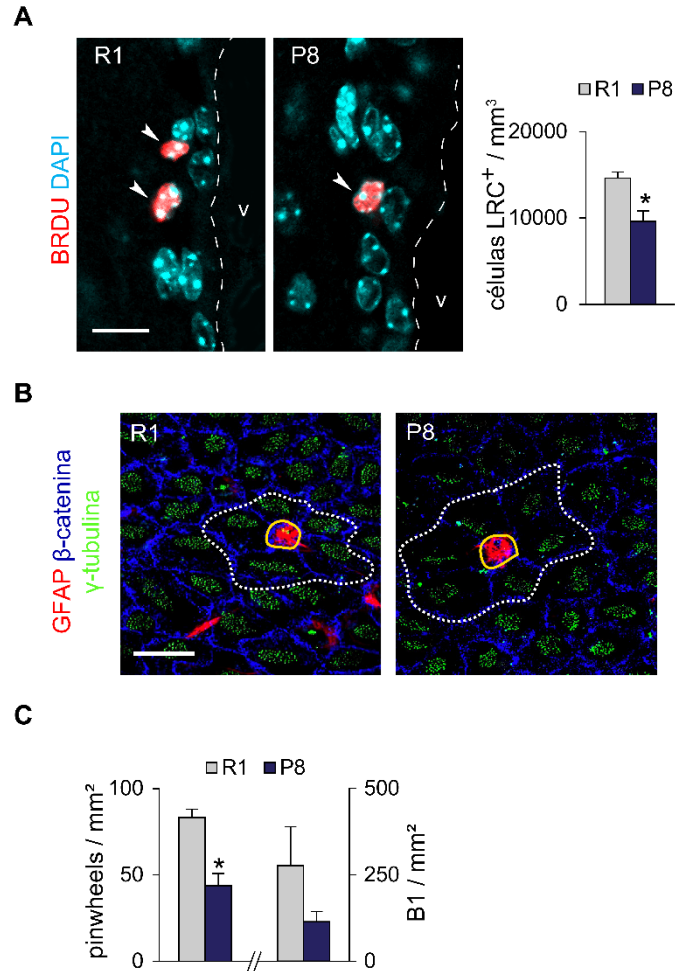 A
R1
P8
v
v
BRDU DAPI
R1 P8
células LRC⁺ / mm³
20000
10000
0
*
B
R1
P8
GFAP β-catenina
γ-tubulina
C
R1 P8
pinwheels / mm²
100
50
0
*
500
250
0
B1 / mm²